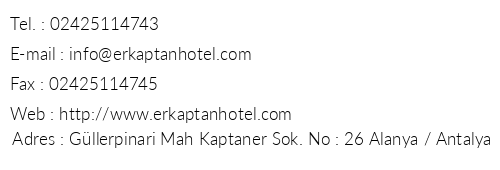 Tel. : 02425114743
E-mail : info@erkaptanhotel.com
Fax : 02425114745
Web : http://www.erkaptanhotel.com
Adres : Güllerpinari Mah Kaptaner Sok. No : 26 Alanya / Antalya